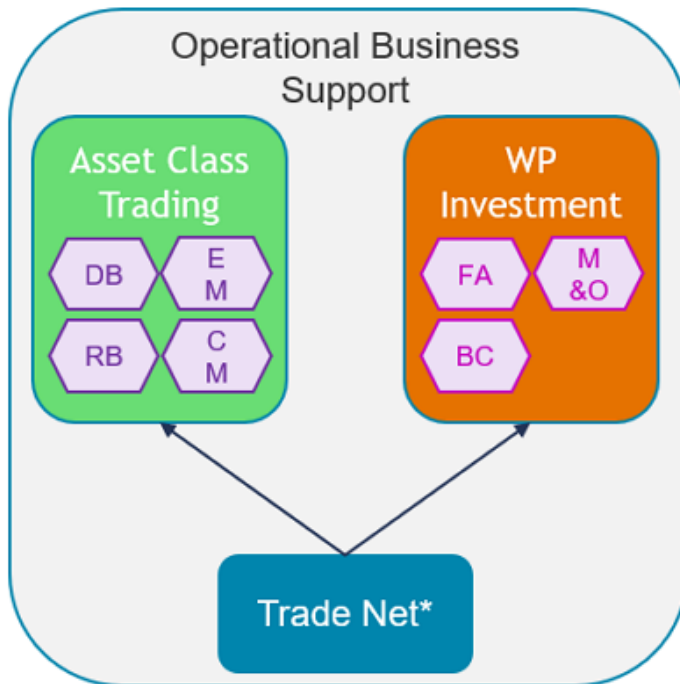 Operational Business
Support
Asset Class
Trading
DB
E
M
RB
C
M
WP
Investment
FA
M
&O
BC
Trade Net*